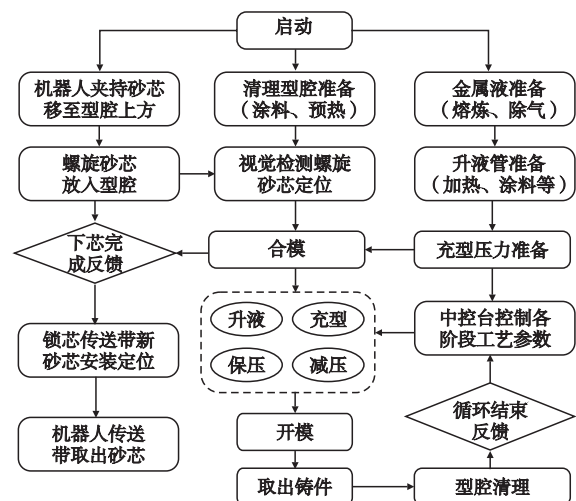 启动
机器人夹持砂芯
移至型腔上方
清理型腔准备
（涂料、预热）
金属液准备
（熔炼、除气）
螺旋砂芯
放入型腔
视觉检测螺旋
砂芯定位
升液管准备
（加热、涂料等）
下芯完
成反馈
合模
充型压力准备
升液
充型
保压
减压
锁芯传送带新
砂芯安装定位
中控台控制各
阶段工艺参数
机器人传送
带取出砂芯
开模
循环结束
反馈
取出铸件
型腔清理